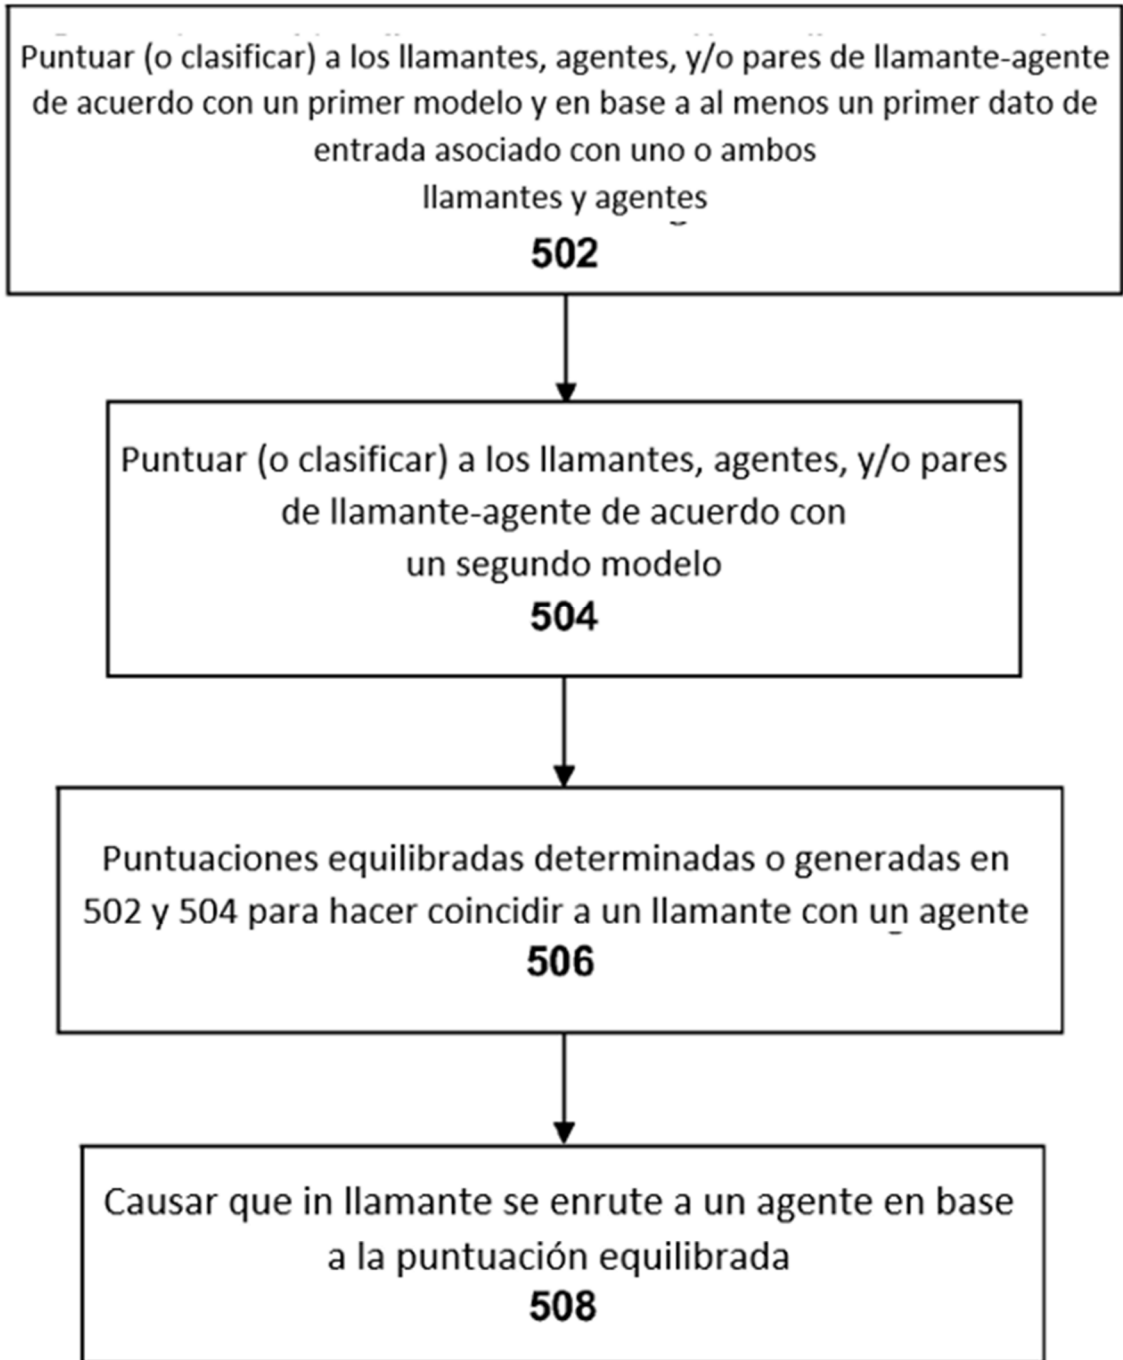 Puntuar (o clasificar) a los llamantes, agentes, y/o pares de llamante-agente
de acuerdo con un primer modelo y en base a al menos un primer dato de
entrada asociado con uno o ambos
llamantes y agentes
502
Puntuar (o clasificar) a los llamantes, agentes, y/o pares
de llamante-agente de acuerdo con
un segundo modelo
504
Puntuaciones equilibradas determinadas o generadas en
502 y 504 para hacer coincidir a un llamante con un agente
506
Causar que in llamante se enrute a un agente en base
a la puntuación equilibrada
508